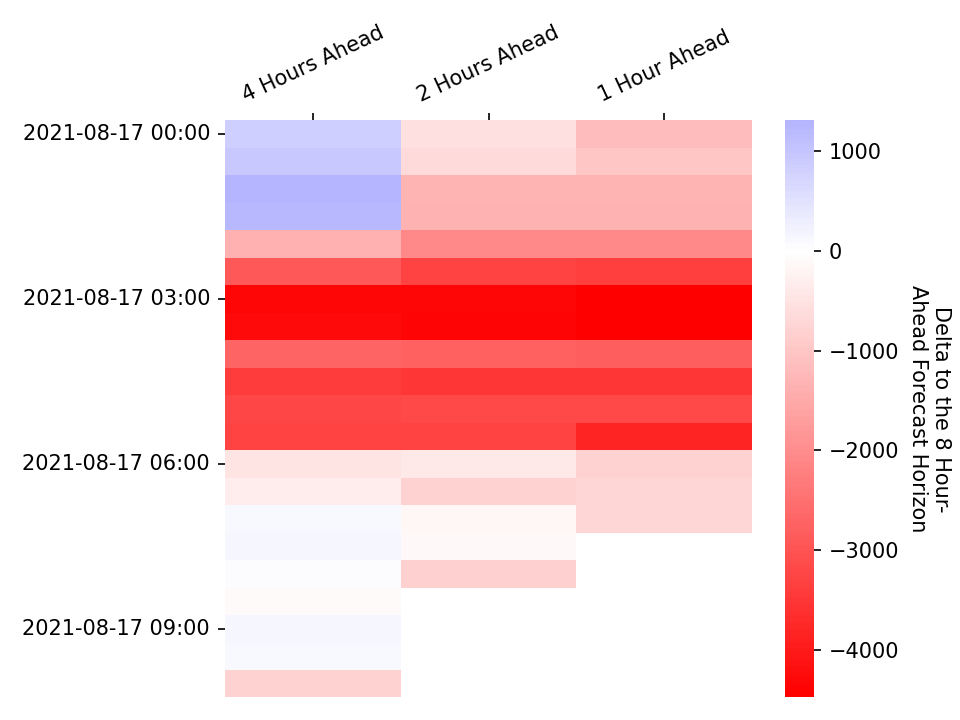 4 Hours Ahead
2 Hours Ahead
1 Hour Ahead
2021-08-17 00:00
2021-08-17 03:00
2021-08-17 06:00
2021-08-17 09:00
1000
0
−1000
−2000
−3000
−4000
Delta to the 8 Hour-
Ahead Forecast Horizon